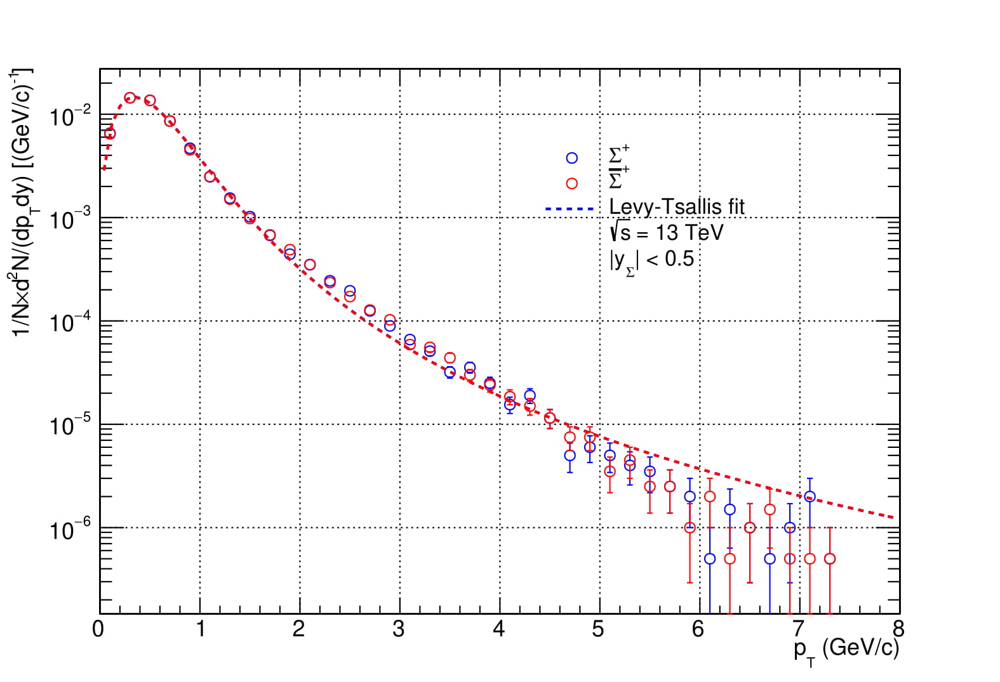 1/N×d²N/(dp_T dy) [(GeV/c)⁻¹]
10⁻²
10⁻³
10⁻⁴
10⁻⁵
10⁻⁶
Σ⁺
Σ̅⁺
Levy-Tsallis fit
√s = 13 TeV
|y_Σ| < 0.5
0 1 2 3 4 5 6 7 8
p_T (GeV/c)